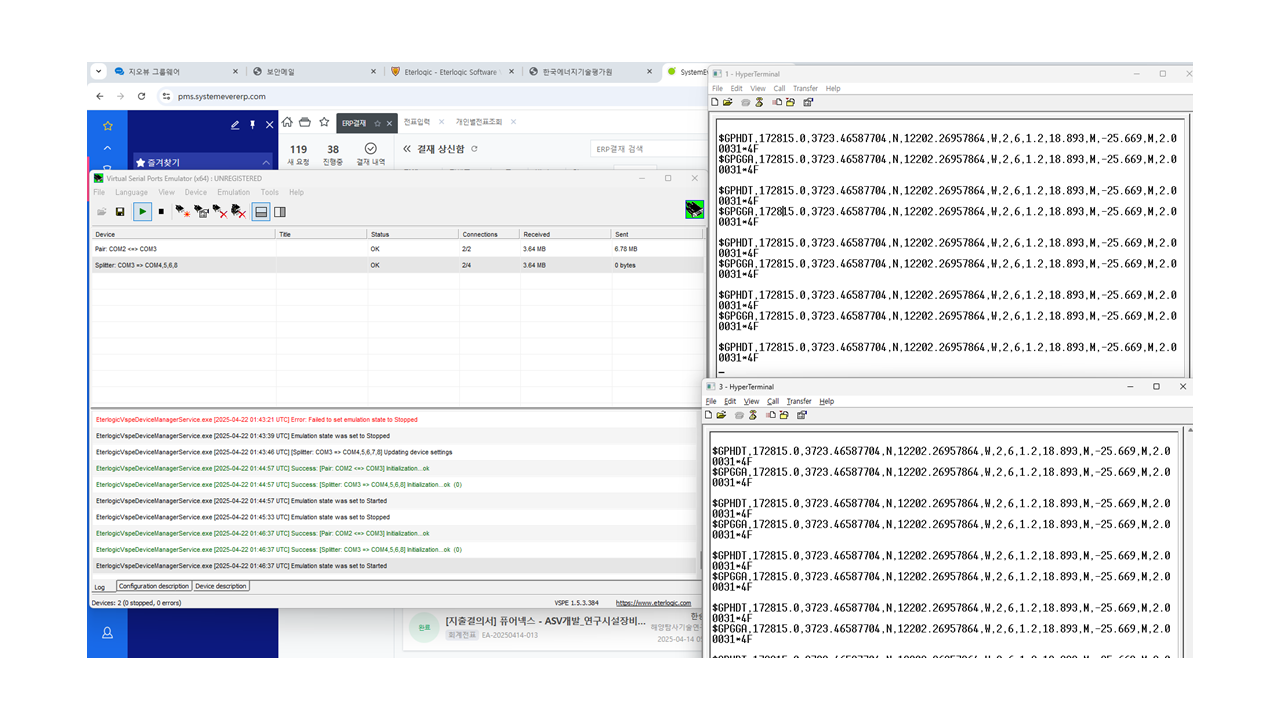 지오뷰 그룹웨어
보안메일
Eterlogic - Eterlogic Software
한국에너지기술평가원
SystemEv
pms.systemevererp.com
ERP결재
전표입력
개인별전표조회
119
새 요청
38
진행중
결재 내역
결재 상신함
ERP결재 검색
즐겨찾기
Virtual Serial Ports Emulator (x64) : UNREGISTERED
File Language View Device Emulation Tools Help
Device Title Status Connections Received Sent
Pair: COM2 <=> COM3 OK 2/2 3.64 MB 6.78 MB
Splitter: COM3 => COM4,5,6,8 OK 2/4 3.64 MB 0 bytes
EterlogicVspeDeviceManagerService.exe [2025-04-22 01:43:21 UTC] Error: Failed to set emulation state to Stopped
EterlogicVspeDeviceManagerService.exe [2025-04-22 01:43:39 UTC] Emulation state was set to Stopped
EterlogicVspeDeviceManagerService.exe [2025-04-22 01:43:46 UTC] [Splitter: COM3 => COM4,5,6,7,8] Updating device settings
EterlogicVspeDeviceManagerService.exe [2025-04-22 01:44:57 UTC] Success: [Pair: COM2 <=> COM3] Initialization...ok
EterlogicVspeDeviceManagerService.exe [2025-04-22 01:44:57 UTC] Success: [Splitter: COM3 => COM4,5,6,8] Initialization...ok (0)
EterlogicVspeDeviceManagerService.exe [2025-04-22 01:44:57 UTC] Emulation state was set to Started
EterlogicVspeDeviceManagerService.exe [2025-04-22 01:45:33 UTC] Emulation state was set to Stopped
EterlogicVspeDeviceManagerService.exe [2025-04-22 01:46:37 UTC] Success: [Pair: COM2 <=> COM3] Initialization...ok
EterlogicVspeDeviceManagerService.exe [2025-04-22 01:46:37 UTC] Success: [Splitter: COM3 => COM4,5,6,8] Initialization...ok (0)
EterlogicVspeDeviceManagerService.exe [2025-04-22 01:46:37 UTC] Emulation state was set to Started
Log Configuration description Device description
Devices: 2 (0 stopped, 0 errors) VSPE 1.5.3.384 https://www.eterlogic.com
완료
[지출결의서] 퓨어넥스 - ASV개발_연구시설장비...
회계전표 EA-20250414-013
해양탐사기술연
2025-04-14
1 - HyperTerminal
File Edit View Call Transfer Help
$GPHDT,172815.0,3723.46587704,N,12202.26957864,W,2,6,1.2,18.893,M,-25.669,M,2.0
0031*4F
$GPGGA,172815.0,3723.46587704,N,12202.26957864,W,2,6,1.2,18.893,M,-25.669,M,2.0
0031*4F
$GPHDT,172815.0,3723.46587704,N,12202.26957864,W,2,6,1.2,18.893,M,-25.669,M,2.0
0031*4F
$GPGGA,172815.0,3723.46587704,N,12202.26957864,W,2,6,1.2,18.893,M,-25.669,M,2.0
0031*4F
$GPHDT,172815.0,3723.46587704,N,12202.26957864,W,2,6,1.2,18.893,M,-25.669,M,2.0
0031*4F
$GPGGA,172815.0,3723.46587704,N,12202.26957864,W,2,6,1.2,18.893,M,-25.669,M,2.0
0031*4F
$GPHDT,172815.0,3723.46587704,N,12202.26957864,W,2,6,1.2,18.893,M,-25.669,M,2.0
0031*4F
$GPGGA,172815.0,3723.46587704,N,12202.26957864,W,2,6,1.2,18.893,M,-25.669,M,2.0
0031*4F
$GPHDT,172815.0,3723.46587704,N,12202.26957864,W,2,6,1.2,18.893,M,-25.669,M,2.0
0031*4F
3 - HyperTerminal
File Edit View Call Transfer Help
$GPHDT,172815.0,3723.46587704,N,12202.26957864,W,2,6,1.2,18.893,M,-25.669,M,2.0
0031*4F
$GPGGA,172815.0,3723.46587704,N,12202.26957864,W,2,6,1.2,18.893,M,-25.669,M,2.0
0031*4F
$GPHDT,172815.0,3723.46587704,N,12202.26957864,W,2,6,1.2,18.893,M,-25.669,M,2.0
0031*4F
$GPGGA,172815.0,3723.46587704,N,12202.26957864,W,2,6,1.2,18.893,M,-25.669,M,2.0
0031*4F
$GPHDT,172815.0,3723.46587704,N,12202.26957864,W,2,6,1.2,18.893,M,-25.669,M,2.0
0031*4F
$GPGGA,172815.0,3723.46587704,N,12202.26957864,W,2,6,1.2,18.893,M,-25.669,M,2.0
0031*4F
$GPHDT,172815.0,3723.46587704,N,12202.26957864,W,2,6,1.2,18.893,M,-25.669,M,2.0
0031*4F
$GPGGA,172815.0,3723.46587704,N,12202.26957864,W,2,6,1.2,18.893,M,-25.669,M,2.0
0031*4F